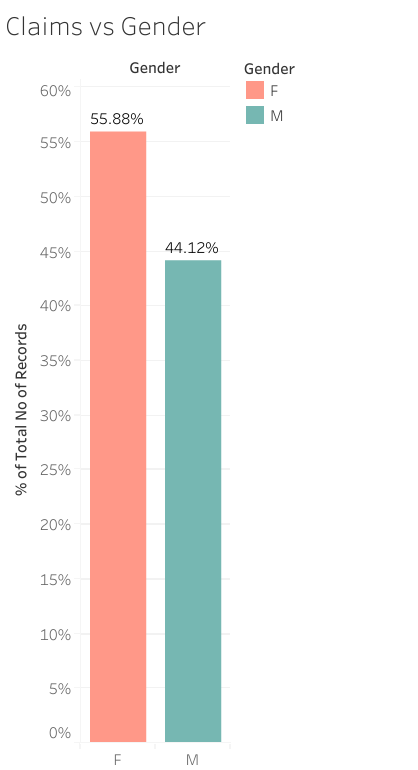 Claims vs Gender
Gender
Gender
F
M
60%
55.88%
55%
50%
45%
44.12%
40%
35%
30%
25%
20%
15%
10%
5%
0%
% of Total No of Records
F
M